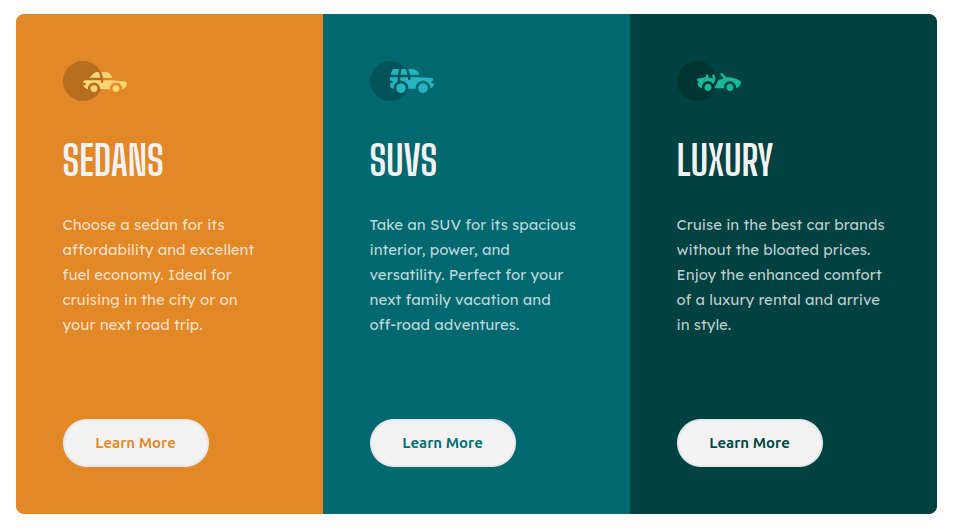 SEDANS
Choose a sedan for its
affordability and excellent
fuel economy. Ideal for
cruising in the city or on
your next road trip.
Learn More
SUVS
Take an SUV for its spacious
interior, power, and
versatility. Perfect for your
next family vacation and
off-road adventures.
Learn More
LUXURY
Cruise in the best car brands
without the bloated prices.
Enjoy the enhanced comfort
of a luxury rental and arrive
in style.
Learn More